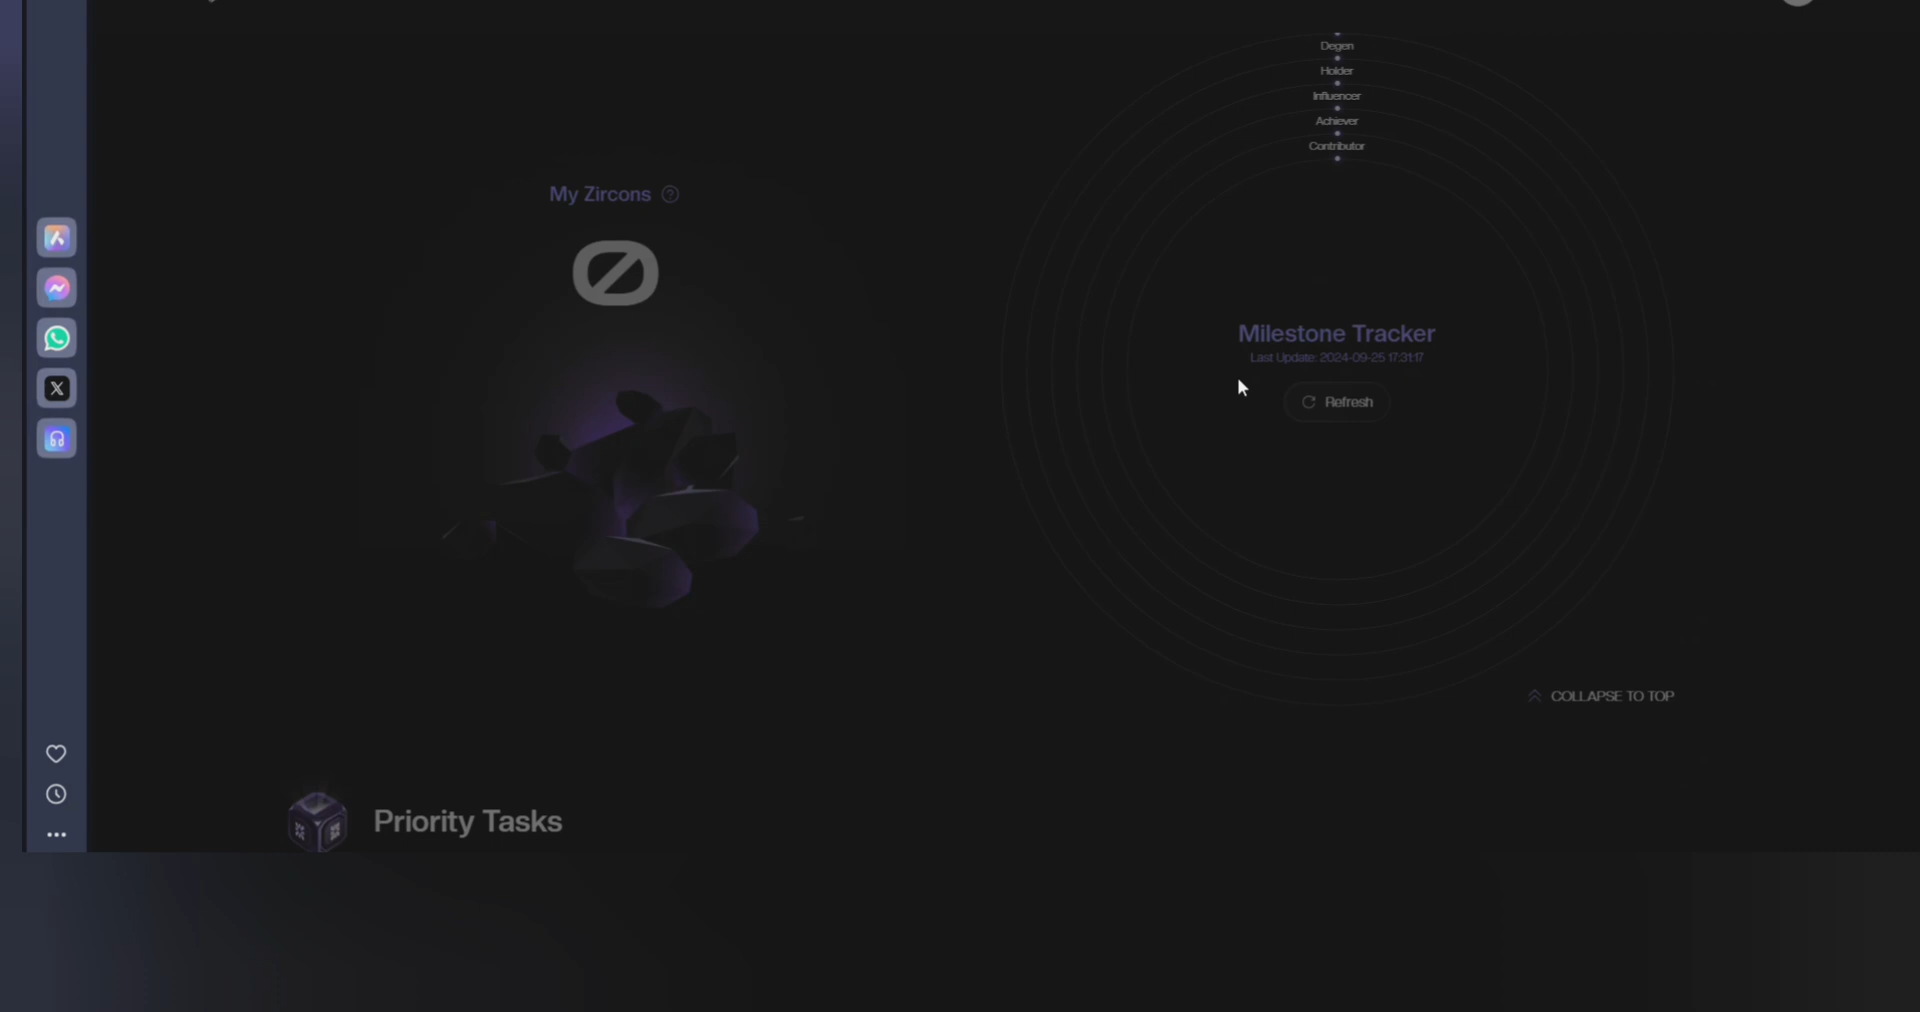 Degen
Holder
Influencer
Achiever
Contributor
My Zircons
0
Milestone Tracker
Last Update: 2024-09-25 17:31:17
Refresh
COLLAPSE TO TOP
Priority Tasks